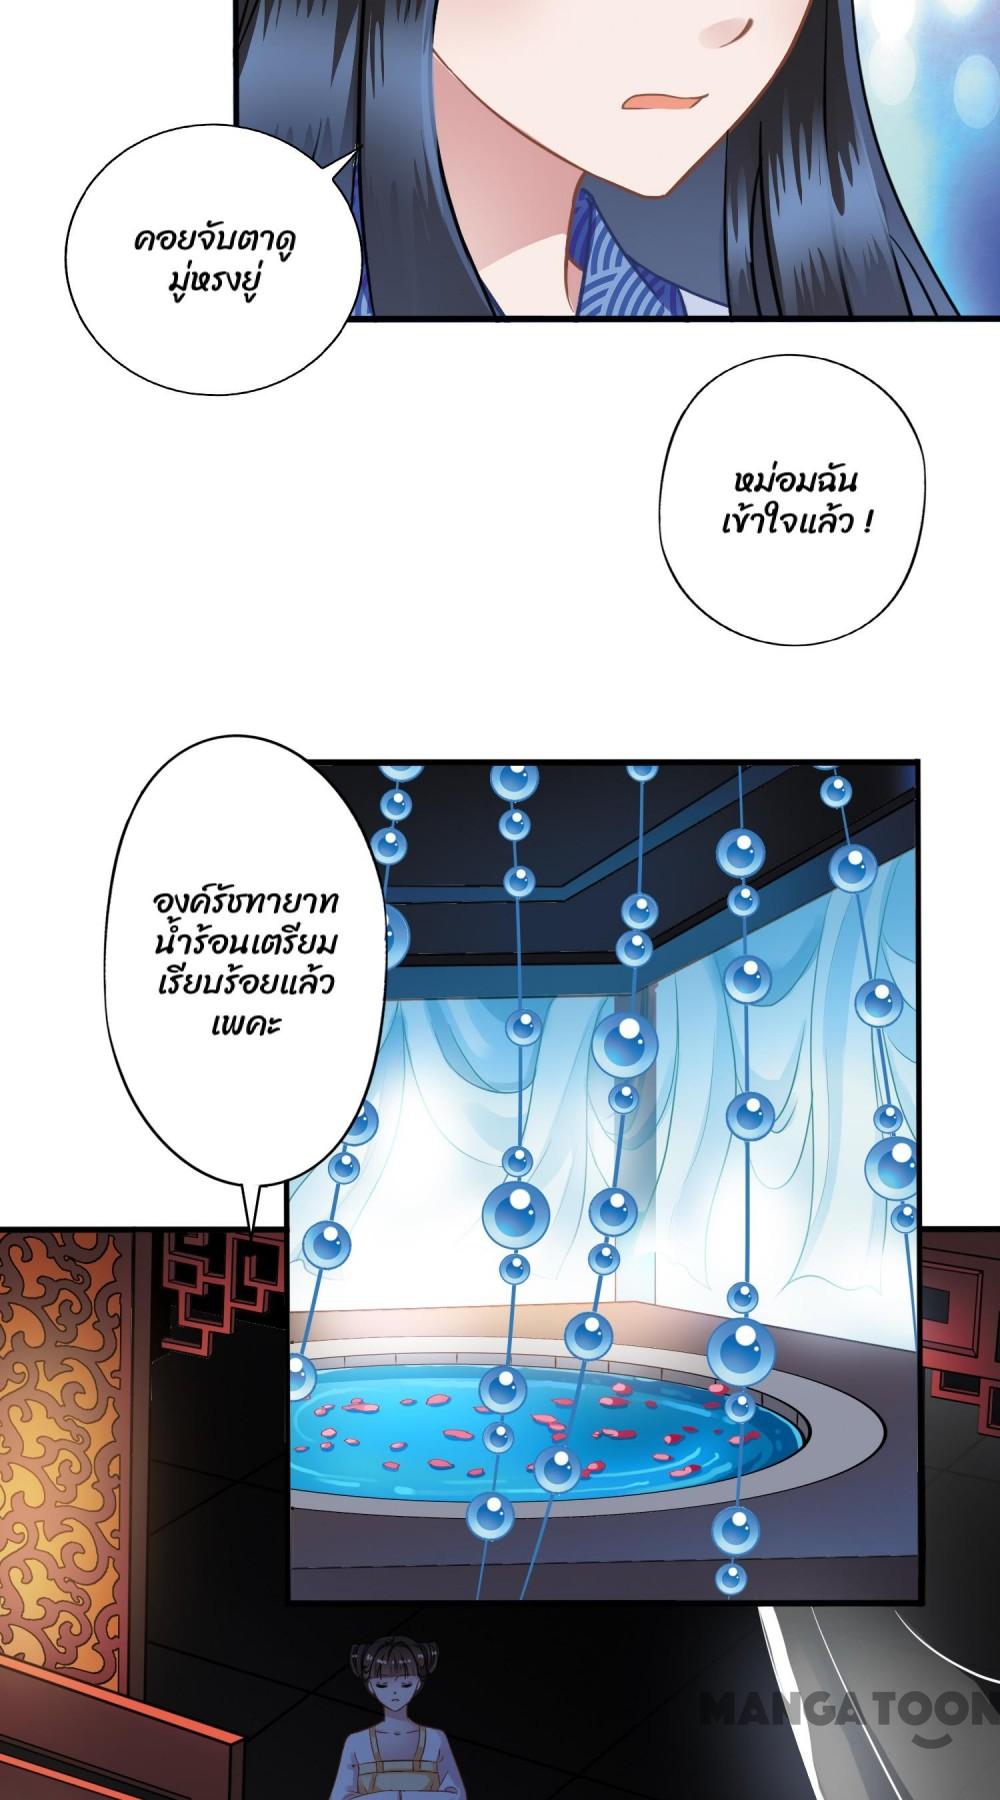 คอยจับตาดู
มู่หรงยู่
หม่อมฉัน
เข้าใจแล้ว !
องค์รัชทายาท
น้ำร้อนเตรียม
เรียบร้อยแล้ว
เพคะ
MANGATOON